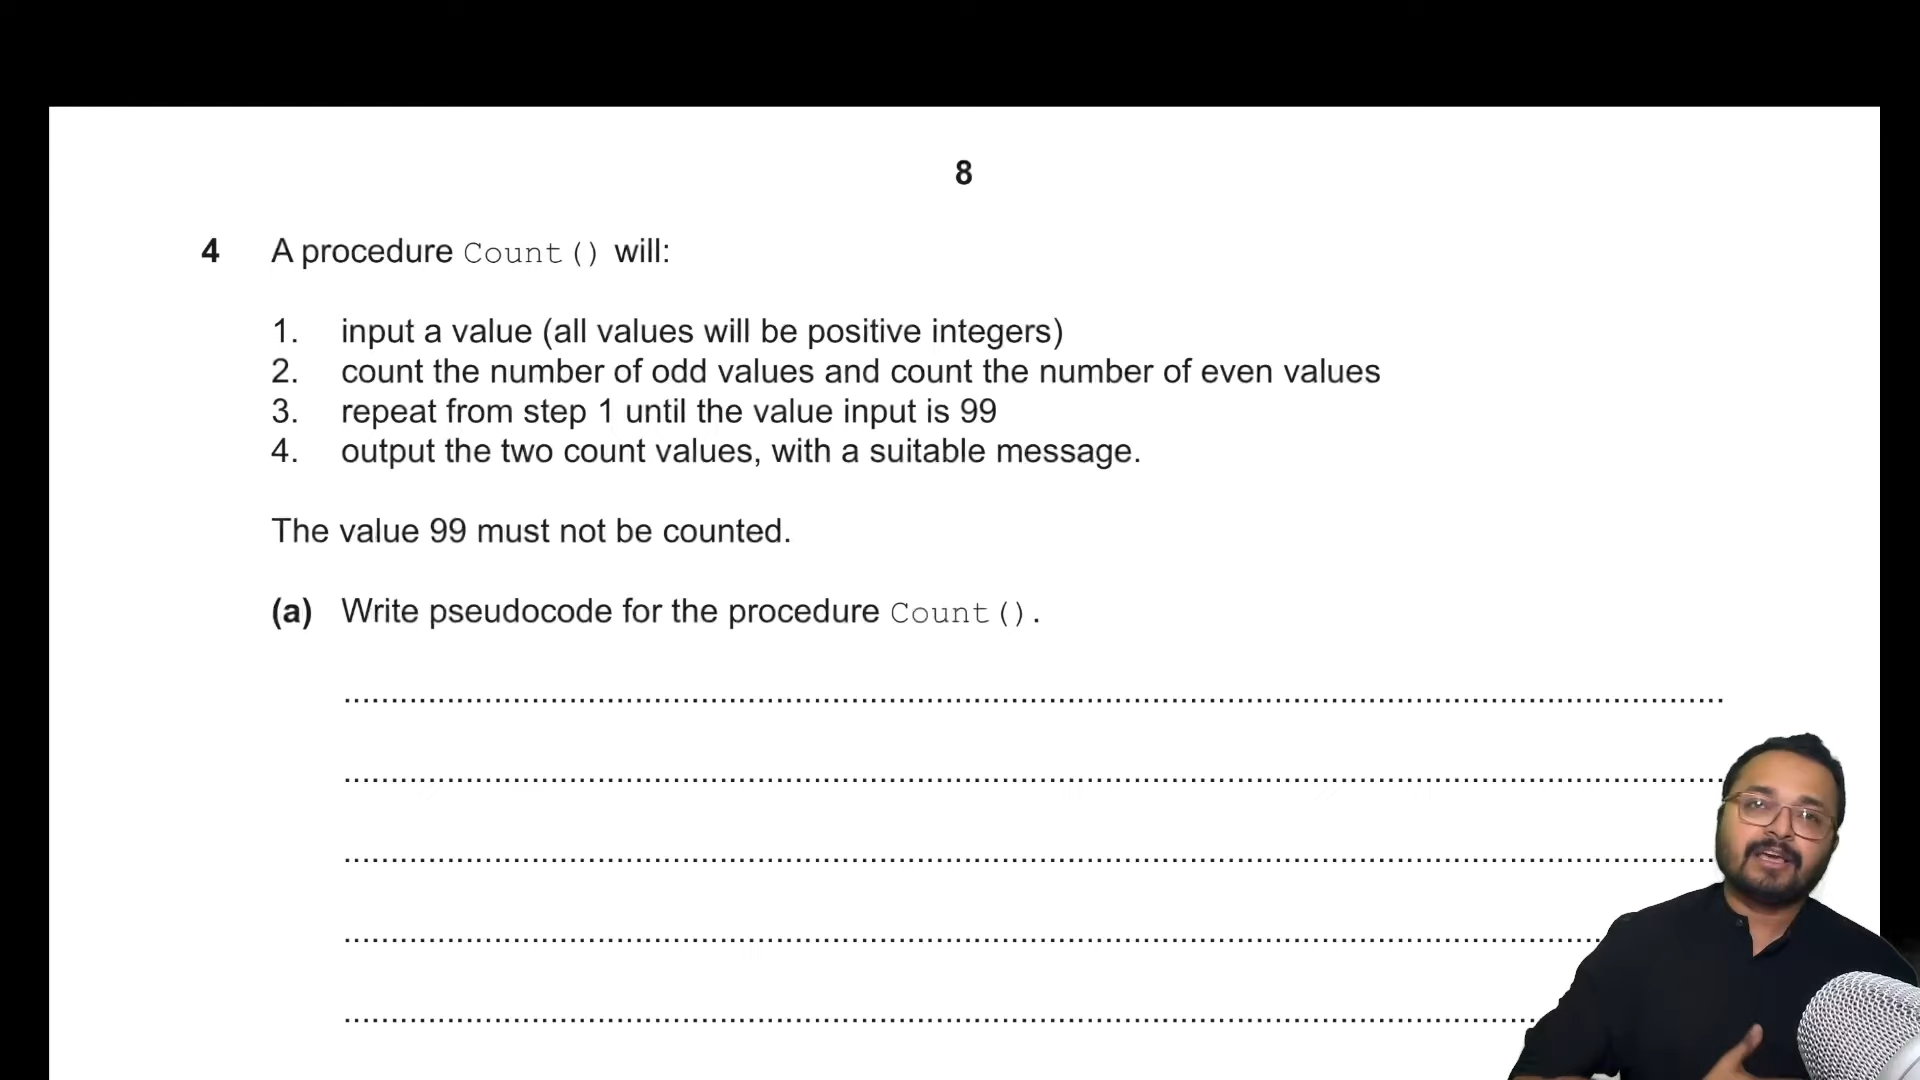 8
4 A procedure Count() will:
1. input a value (all values will be positive integers)
2. count the number of odd values and count the number of even values
3. repeat from step 1 until the value input is 99
4. output the two count values, with a suitable message.
The value 99 must not be counted.
(a) Write pseudocode for the procedure Count().